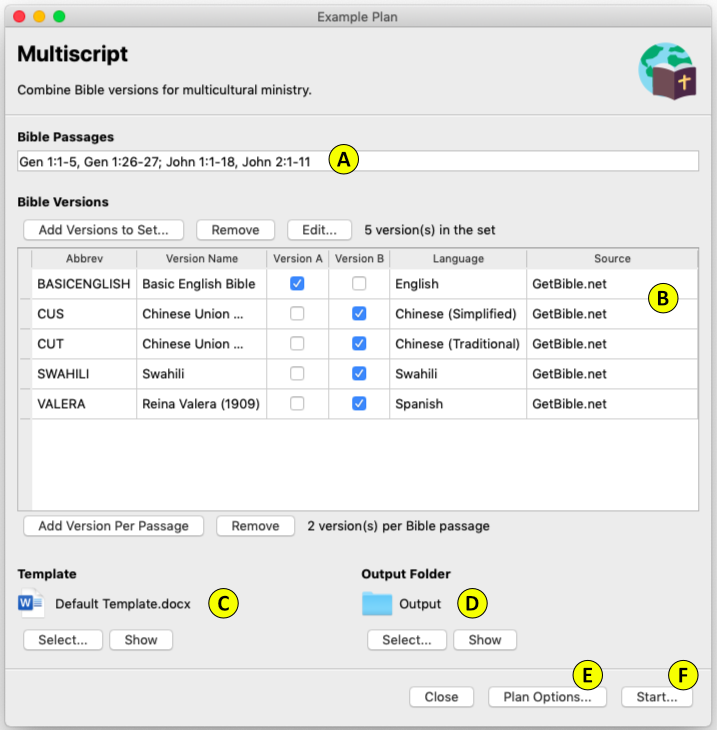 Example Plan
Multiscript
Combine Bible versions for multicultural ministry.
Bible Passages
Gen 1:1-5, Gen 1:26-27; John 1:1-18, John 2:1-11 A
Bible Versions
Add Versions to Set... Remove Edit... 5 version(s) in the set
Abbrev Version Name Version A Version B Language Source
BASICENGLISH Basic English Bible English GetBible.net
B
CUS Chinese Union ... Chinese (Simplified) GetBible.net
CUT Chinese Union ... Chinese (Traditional) GetBible.net
SWAHILI Swahili Swahili GetBible.net
VALERA Reina Valera (1909) Spanish GetBible.net
Add Version Per Passage Remove 2 version(s) per Bible passage
Template Output Folder
W Default Template.docx C Output D
Select... Show Select... Show
E F
Close Plan Options... Start...